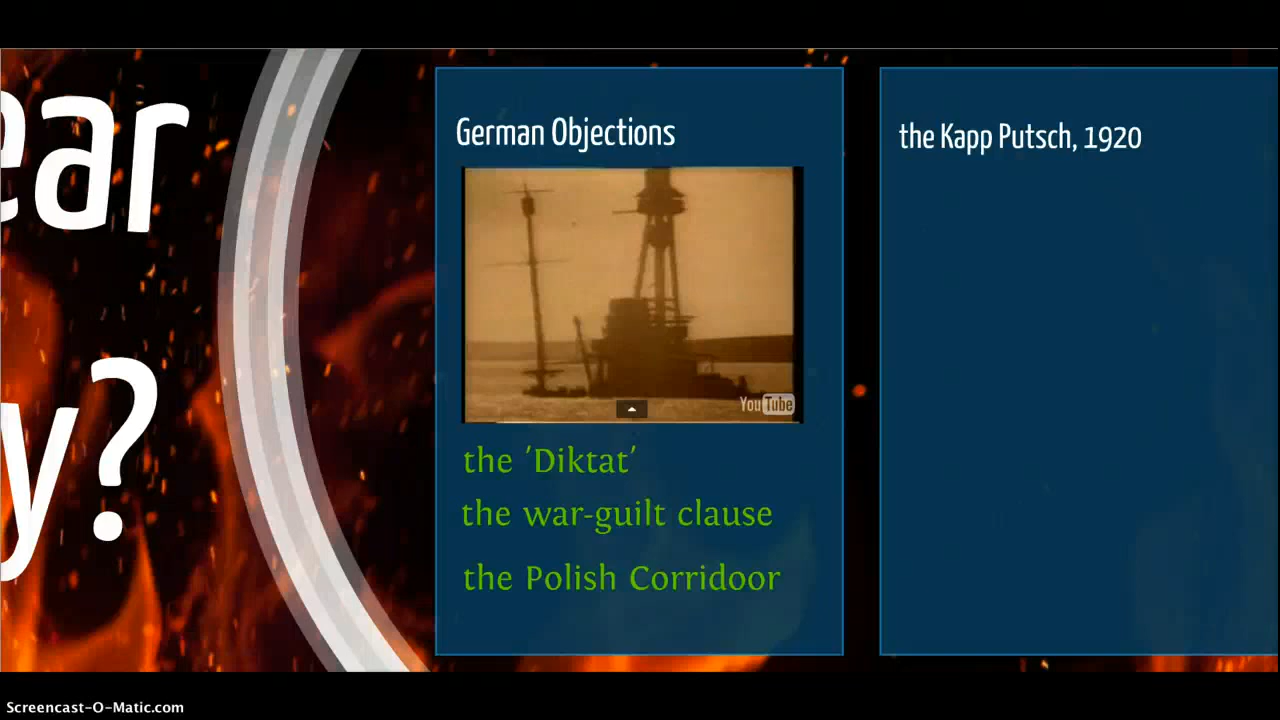 ear
y?
German Objections
YouTube
the 'Diktat'
the war-guilt clause
the Polish Corridoor
the Kapp Putsch, 1920
Screencast-O-Matic.com